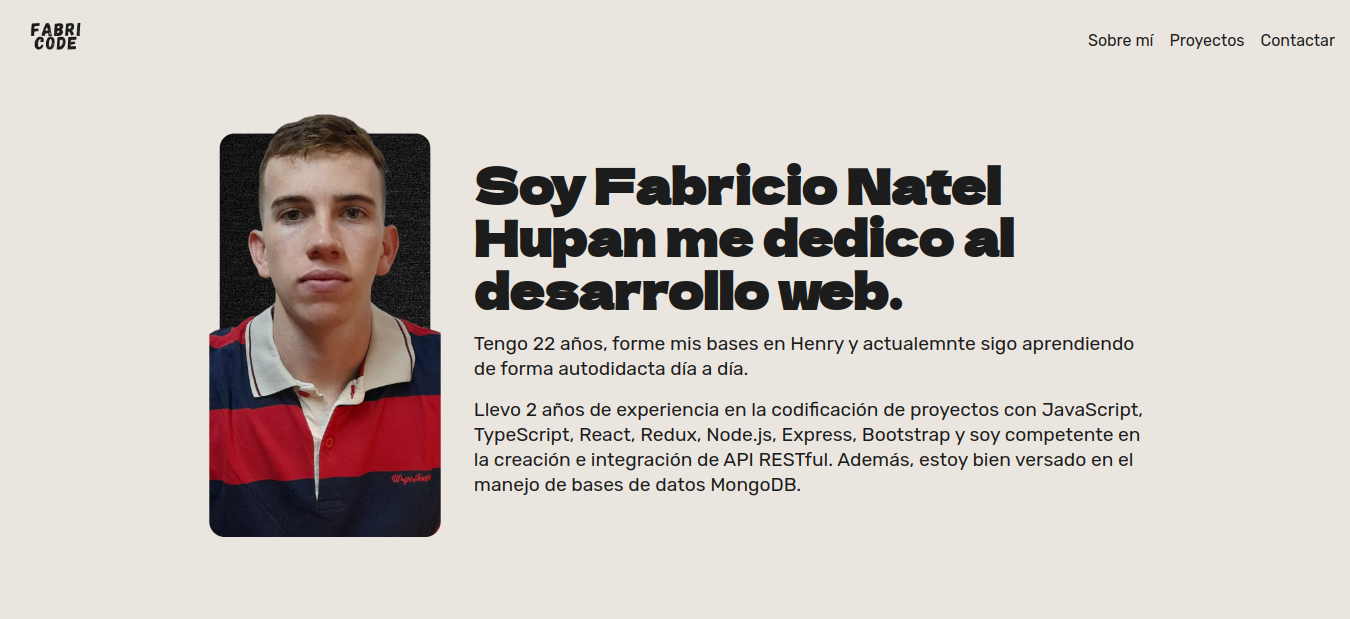 FABRI
CODE
Sobre mí Proyectos Contactar
Soy Fabricio Natel
Hupan me dedico al
desarrollo web.
Tengo 22 años, forme mis bases en Henry y actualemnte sigo aprendiendo
de forma autodidacta día a día.
Llevo 2 años de experiencia en la codificación de proyectos con JavaScript,
TypeScript, React, Redux, Node.js, Express, Bootstrap y soy competente en
la creación e integración de API RESTful. Además, estoy bien versado en el
manejo de bases de datos MongoDB.